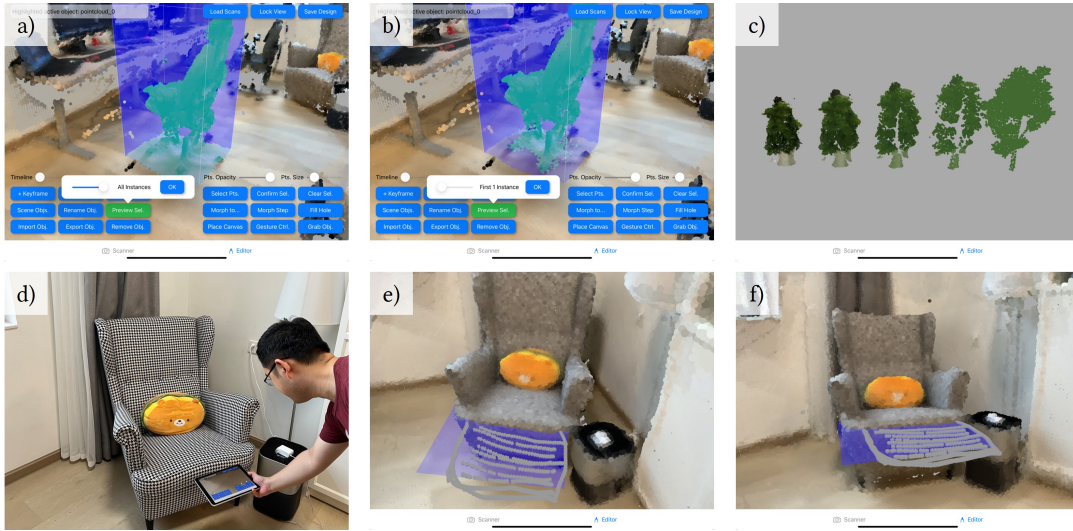 a)
Highlighted active object: pointcloud_0
Load Scans
Lock View
Save Design
Timeline
Pts. Opacity
Pts. Size
+ Keyframe
All Instances
OK
Select Pts.
Confirm Sel.
Clear Sel.
Scene Objs.
Rename Obj.
Preview Sel.
Morph to...
Morph Step
Fill Hole
Import Obj.
Export Obj.
Remove Obj.
Place Canvas
Gesture Ctrl.
Grab Obj.
Scanner
Editor
b)
Highlighted active object: pointcloud_0
Load Scans
Lock View
Save Design
Timeline
Pts. Opacity
Pts. Size
+ Keyframe
First 1 Instance
OK
Select Pts.
Confirm Sel.
Clear Sel.
Scene Objs.
Rename Obj.
Preview Sel.
Morph to...
Morph Step
Fill Hole
Import Obj.
Export Obj.
Remove Obj.
Place Canvas
Gesture Ctrl.
Grab Obj.
Scanner
Editor
c)
Scanner
Editor
d)
e)
Scanner
Editor
f)
Scanner
Editor